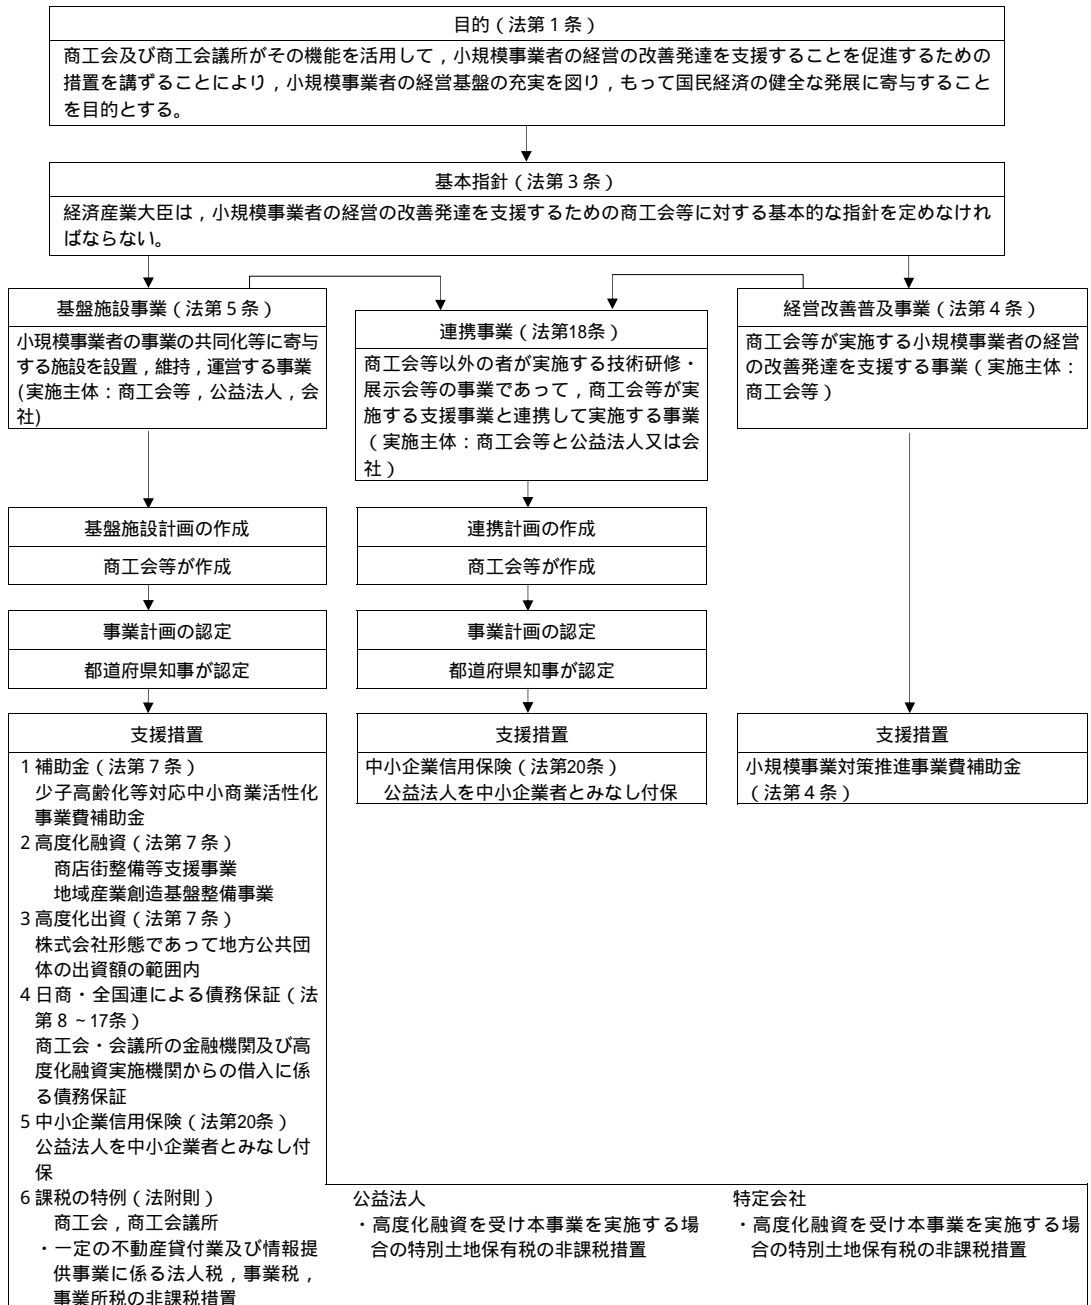 目的（法第１条）
商工会及び商工会議所がその機能を活用して，小規模事業者の経営の改善発達を支援することを促進するための
措置を講ずることにより，小規模事業者の経営基盤の充実を図り，もって国民経済の健全な発展に寄与すること
を目的とする。
基本指針（法第３条）
経済産業大臣は，小規模事業者の経営の改善発達を支援するための商工会等に対する基本的な指針を定めなけれ
ばならない。
基盤施設事業（法第５条）
小規模事業者の事業の共同化等に寄与
する施設を設置，維持，運営する事業
(実施主体：商工会等，公益法人，会
社)
連携事業（法第18条）
商工会等以外の者が実施する技術研修・
展示会等の事業であって，商工会等が実
施する支援事業と連携して実施する事業
（実施主体：商工会等と公益法人又は会
社）
経営改善普及事業（法第４条）
商工会等が実施する小規模事業者の経営
の改善発達を支援する事業（実施主体：
商工会等）
基盤施設計画の作成
商工会等が作成
連携計画の作成
商工会等が作成
事業計画の認定
都道府県知事が認定
事業計画の認定
都道府県知事が認定
支援措置
１補助金（法第７条）
少子高齢化等対応中小商業活性化
事業費補助金
２高度化融資（法第７条）
商店街整備等支援事業
地域産業創造基盤整備事業
３高度化出資（法第７条）
株式会社形態であって地方公共団
体の出資額の範囲内
４日商・全国連による債務保証（法
第８～17条）
商工会・会議所の金融機関及び高
度化融資実施機関からの借入に係
る債務保証
５中小企業信用保険（法第20条）
公益法人を中小企業者とみなし付
保
６課税の特例（法附則）
商工会，商工会議所
・一定の不動産貸付業及び情報提
供事業に係る法人税，事業税，
事業所税の非課税措置
支援措置
中小企業信用保険（法第20条）
公益法人を中小企業者とみなし付保
支援措置
小規模事業対策推進事業費補助金
（法第４条）
公益法人
・高度化融資を受け本事業を実施する場
合の特別土地保有税の非課税措置
特定会社
・高度化融資を受け本事業を実施する場
合の特別土地保有税の非課税措置